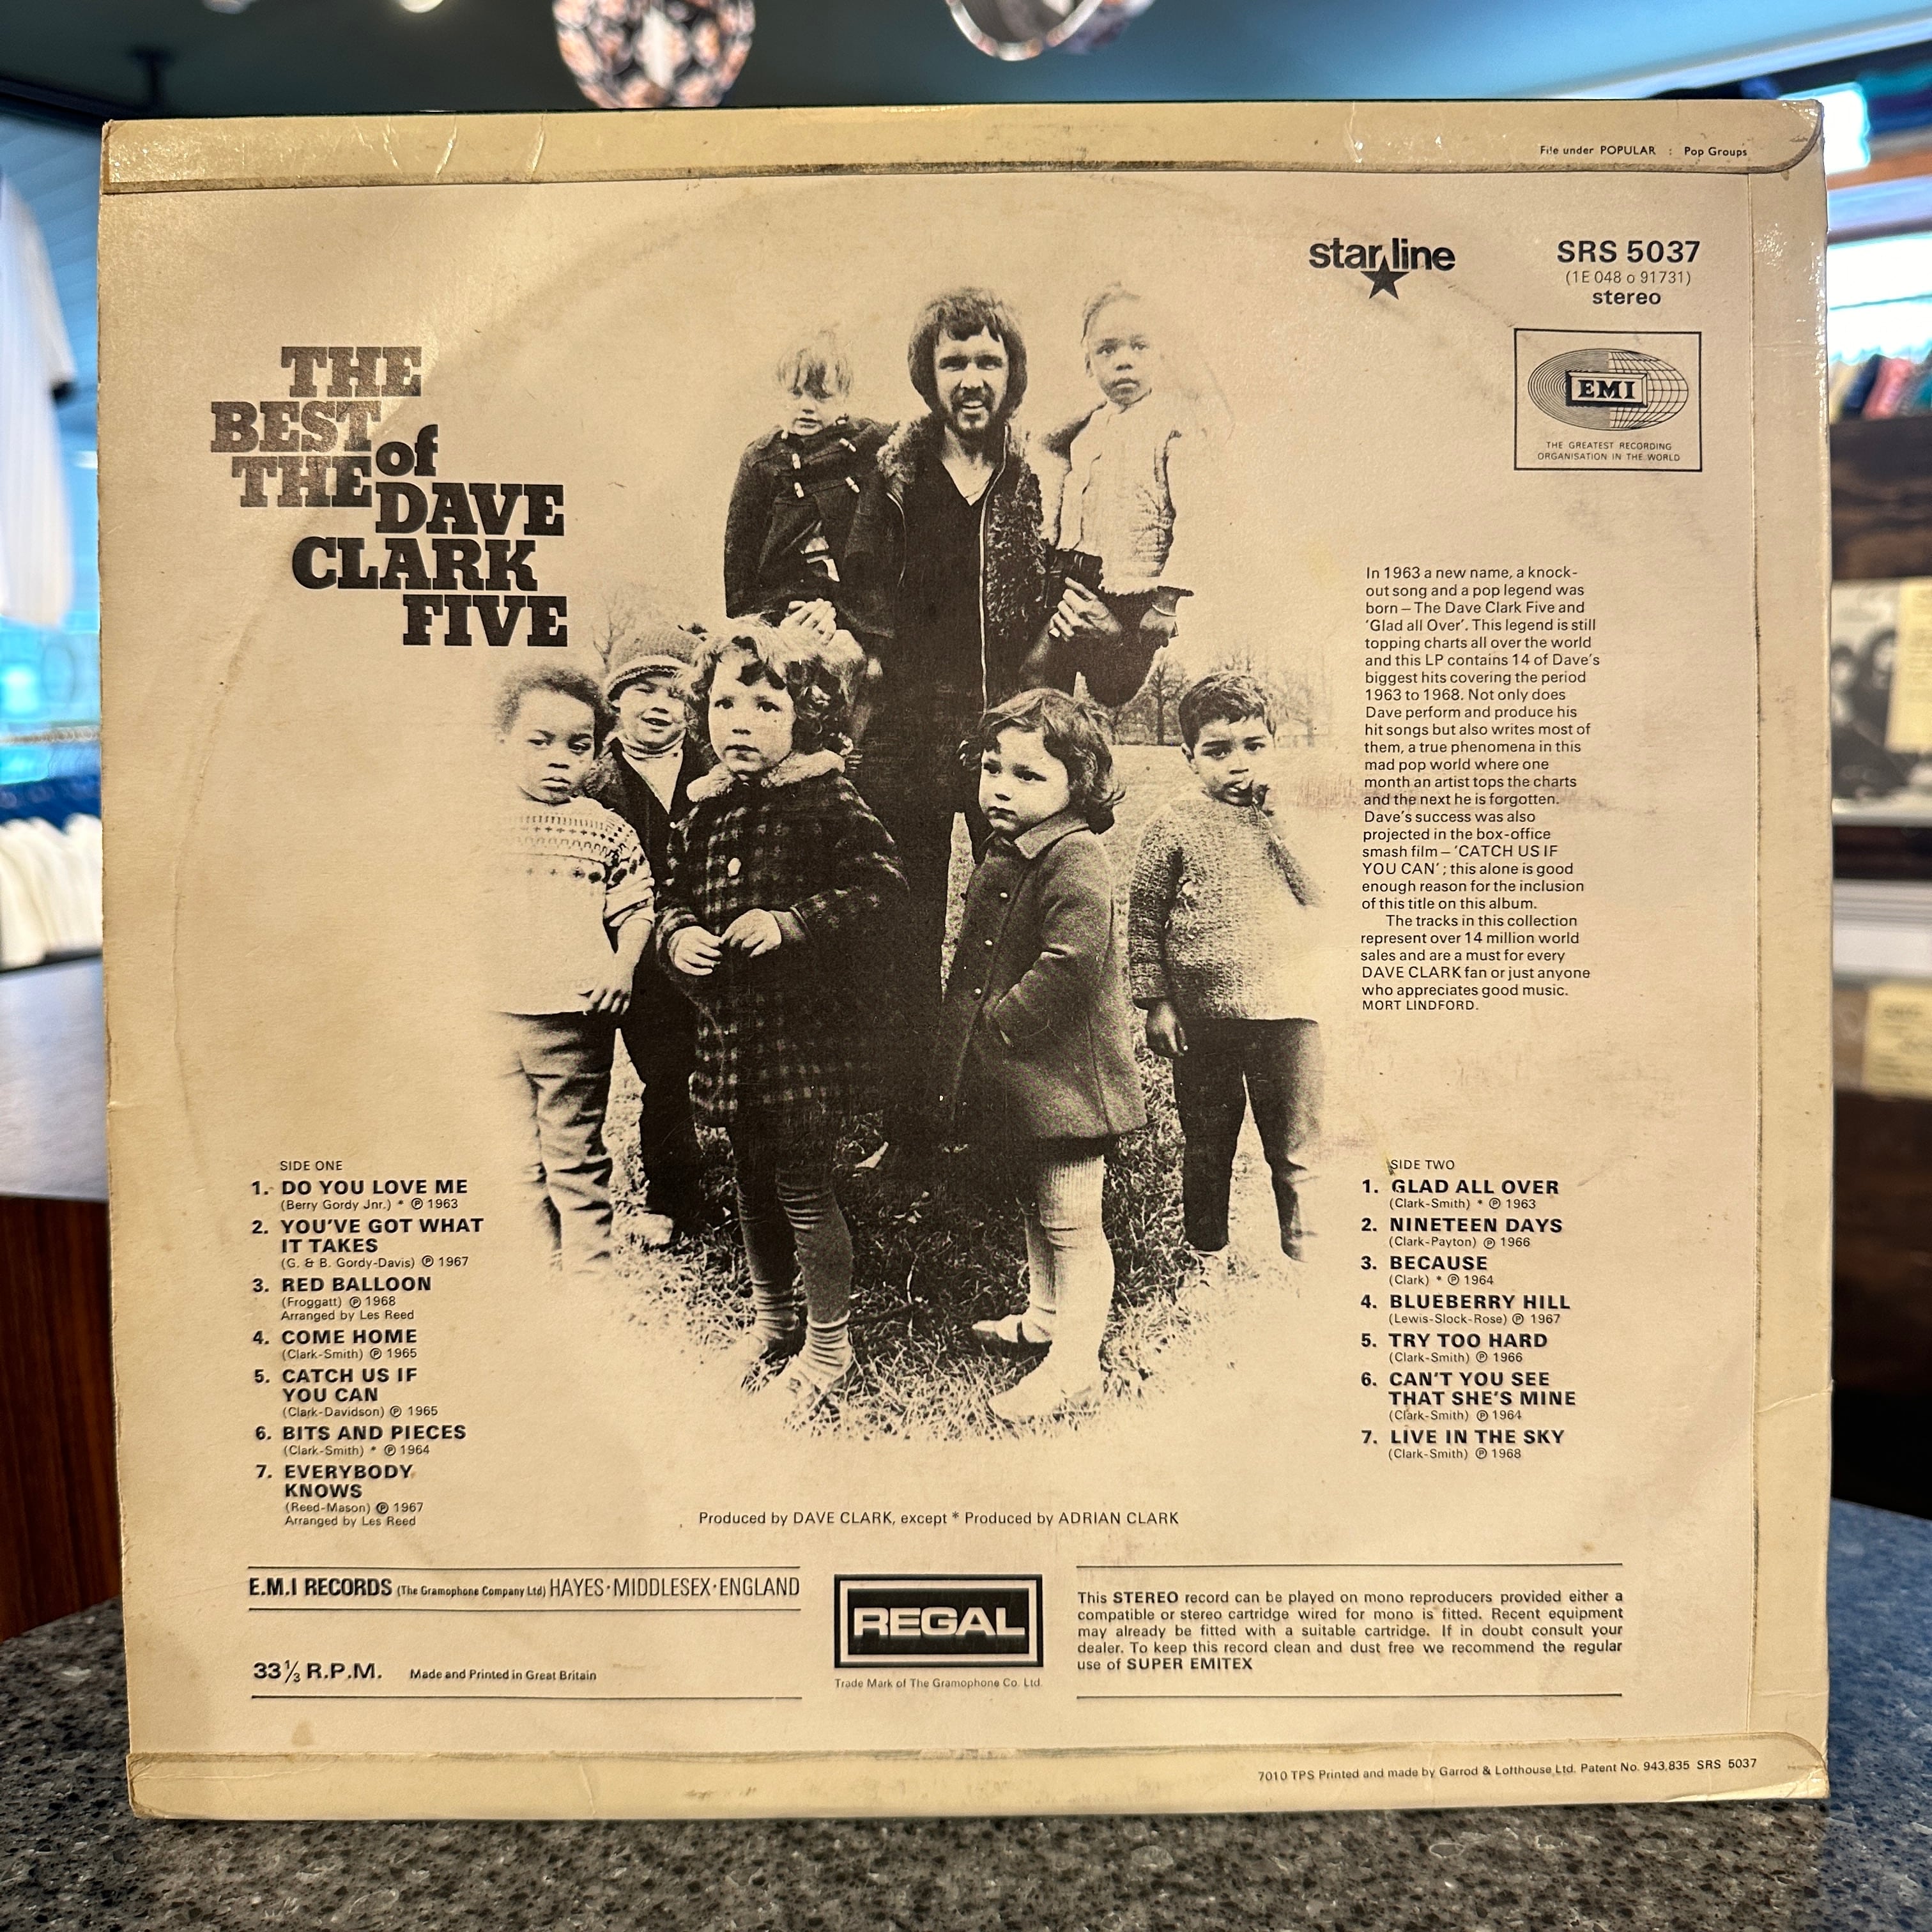 File under POPULAR : Pop Groups
star line
SRS 5037
(1E 048 o 91731)
stereo
EMI
THE GREATEST RECORDING
ORGANISATION IN THE WORLD
THE
BEST
of
THE
DAVE
CLARK
FIVE
In 1963 a new name, a knock-
out song and a pop legend was
born – The Dave Clark Five and
'Glad all Over'. This legend is still
topping charts all over the world
and this LP contains 14 of Dave's
biggest hits covering the period
1963 to 1968. Not only does
Dave perform and produce his
hit songs but also writes most of
them, a true phenomena in this
mad pop world where one
month an artist tops the charts
and the next he is forgotten.
Dave's success was also
projected in the box-office
smash film – 'CATCH US IF
YOU CAN' ; this alone is good
enough reason for the inclusion
of this title on this album.
The tracks in this collection
represent over 14 million world
sales and are a must for every
DAVE CLARK fan or just anyone
who appreciates good music.
MORT LINDFORD.
SIDE ONE
1. DO YOU LOVE ME
(Berry Gordy Jnr.) * ℗ 1963
2. YOU'VE GOT WHAT
IT TAKES
(G. & B. Gordy-Davis) ℗ 1967
3. RED BALLOON
(Froggatt) ℗ 1968
Arranged by Les Reed
4. COME HOME
(Clark-Smith) ℗ 1965
5. CATCH US IF
YOU CAN
(Clark-Davidson) ℗ 1965
6. BITS AND PIECES
(Clark-Smith) * ℗ 1964
7. EVERYBODY
KNOWS
(Reed-Mason) ℗ 1967
Arranged by Les Reed
SIDE TWO
1. GLAD ALL OVER
(Clark-Smith) * ℗ 1963
2. NINETEEN DAYS
(Clark-Payton) ℗ 1966
3. BECAUSE
(Clark) * ℗ 1964
4. BLUEBERRY HILL
(Lewis-Slock-Rose) ℗ 1967
5. TRY TOO HARD
(Clark-Smith) ℗ 1966
6. CAN'T YOU SEE
THAT SHE'S MINE
(Clark-Smith) ℗ 1964
7. LIVE IN THE SKY
(Clark-Smith) ℗ 1968
Produced by DAVE CLARK, except * Produced by ADRIAN CLARK
E.M.I RECORDS (The Gramophone Company Ltd) HAYES·MIDDLESEX·ENGLAND
33⅓ R.P.M. Made and Printed in Great Britain
REGAL
Trade Mark of The Gramophone Co. Ltd.
This STEREO record can be played on mono reproducers provided either a
compatible or stereo cartridge wired for mono is fitted. Recent equipment
may already be fitted with a suitable cartridge. If in doubt consult your
dealer. To keep this record clean and dust free we recommend the regular
use of SUPER EMITEX
7010 TPS Printed and made by Garrod & Lofthouse Ltd. Patent No. 943,835 SRS 5037